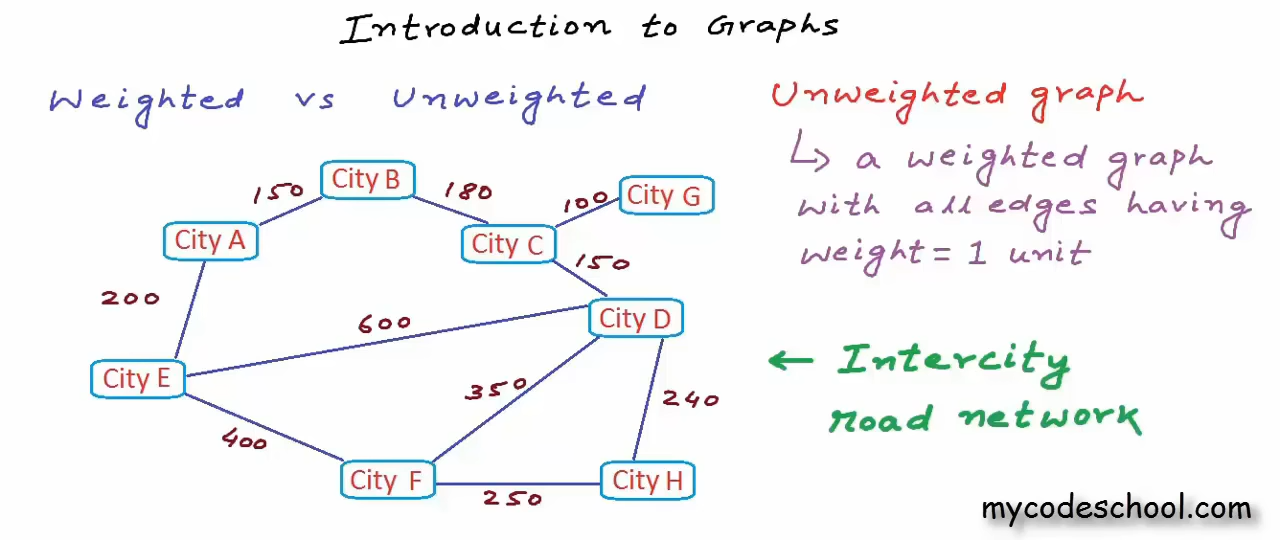 Introduction to Graphs
Weighted vs Unweighted
Unweighted graph
↳ a weighted graph
with all edges having
weight = 1 unit
City B
150
180
City G
100
City A
City C
150
200
600
City D
City E
350
240
400
City F
250
City H
← Intercity
road network
mycodeschool.com